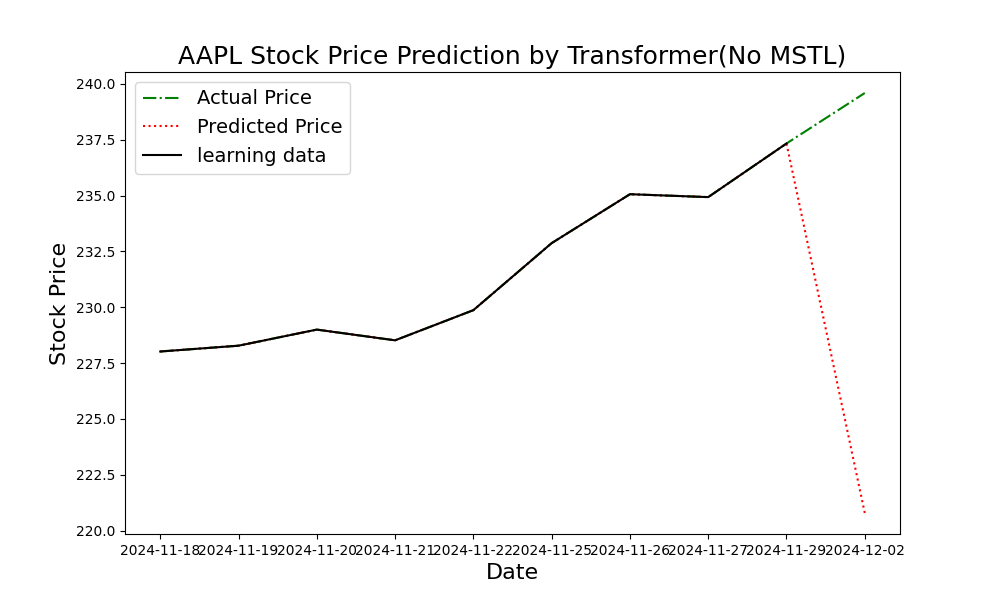 AAPL Stock Price Prediction by Transformer(No MSTL)
Actual Price
Predicted Price
learning data
240.0
237.5
235.0
232.5
230.0
227.5
225.0
222.5
220.0
Stock Price
2024-11-18 2024-11-19 2024-11-20 2024-11-21 2024-11-22 2024-11-25 2024-11-26 2024-11-27 2024-11-29 2024-12-02
Date